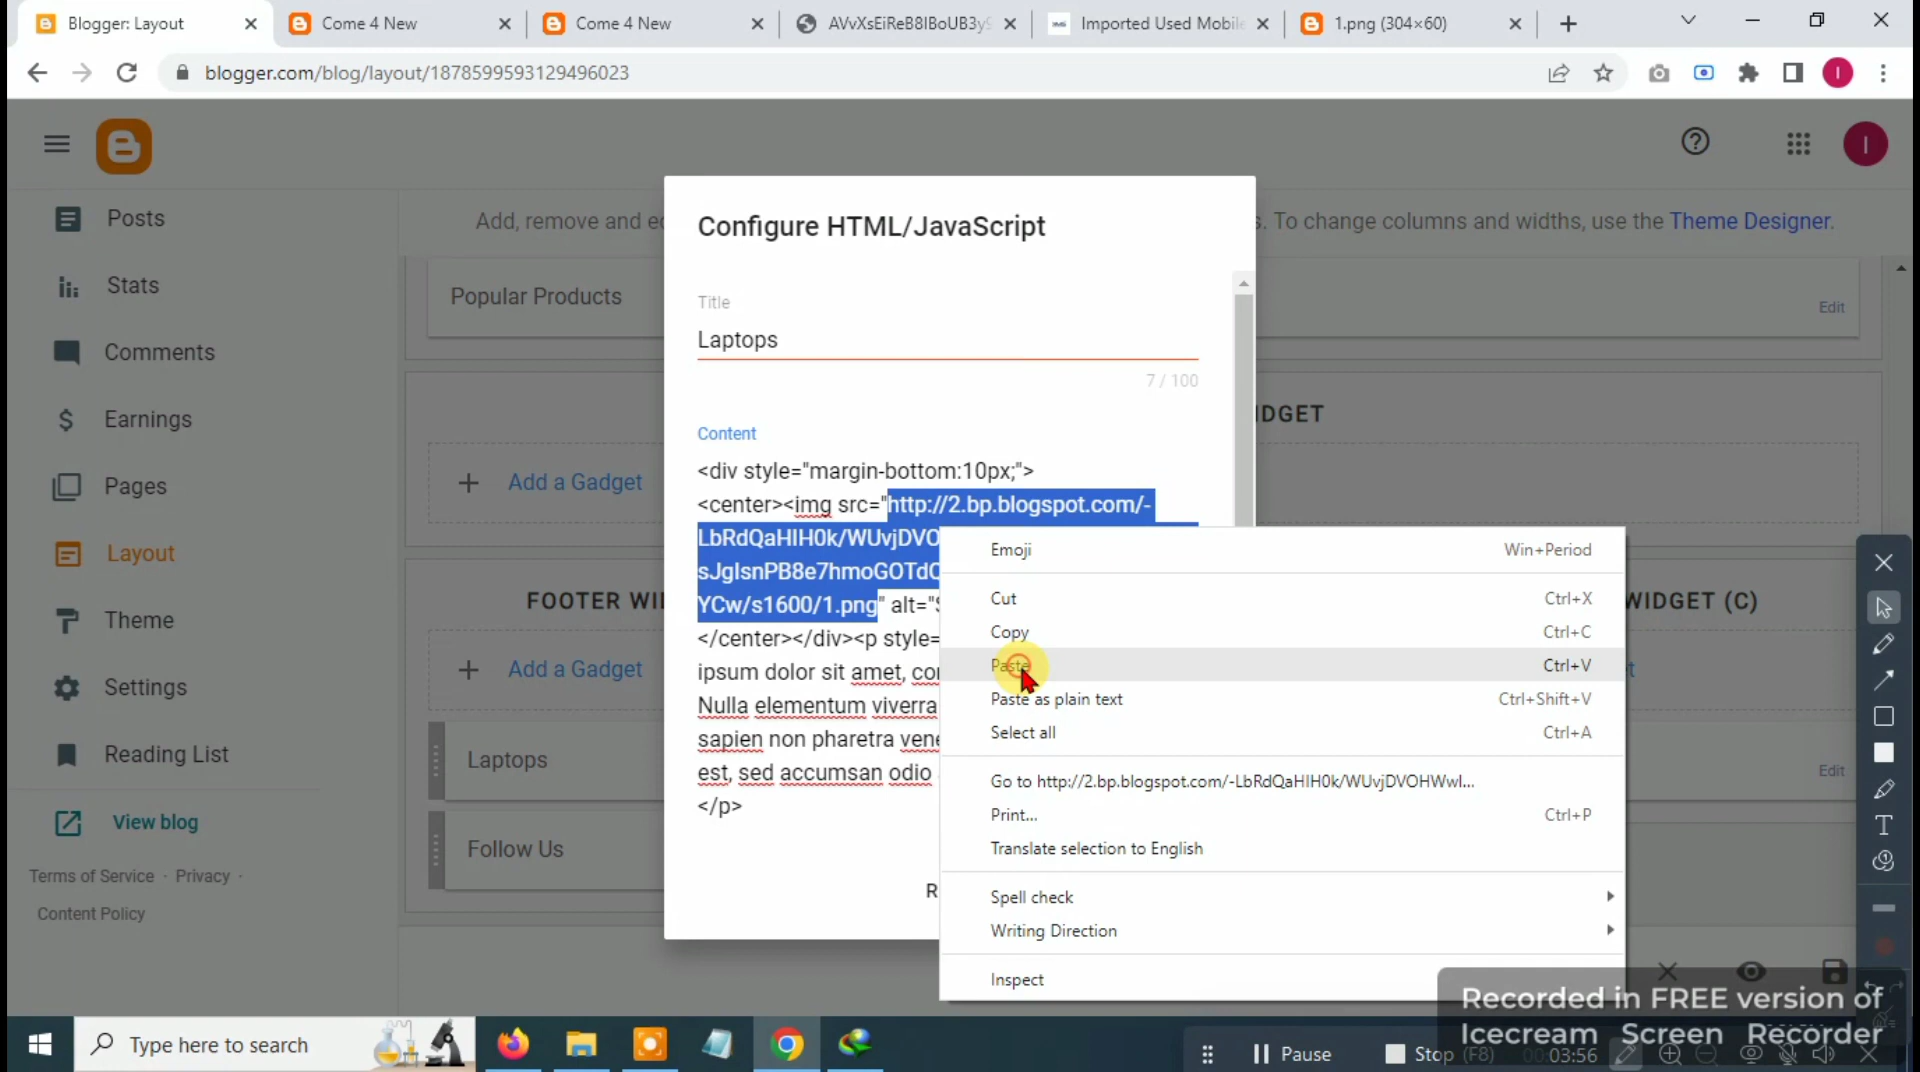 Blogger: Layout
Come 4 New
Come 4 New
AVvXsEiReB8IBoUB3y9
Imported Used Mobile
1.png (304×60)
blogger.com/blog/layout/1878599593129496023
I
I
Posts
Stats
Comments
Earnings
Pages
Layout
Theme
Settings
Reading List
View blog
Terms of Service · Privacy ·
Content Policy
Add, remove and e
s. To change columns and widths, use the Theme Designer.
Popular Products
Edit
IDGET
Add a Gadget
FOOTER WI
WIDGET (C)
Add a Gadget
t
Laptops
Edit
Follow Us
Configure HTML/JavaScript
Title
Laptops
7 / 100
Content
<div style="margin-bottom:10px;">
<center><img src="http://2.bp.blogspot.com/-
LbRdQaHIH0k/WUvjDVO
sJgIsnPB8e7hmoGOTdC
YCw/s1600/1.png" alt="S
</center></div><p style=
ipsum dolor sit amet, co
Nulla elementum viverra
sapien non pharetra vene
est, sed accumsan odio
</p>
R
Emoji Win+Period
Cut Ctrl+X
Copy Ctrl+C
Paste Ctrl+V
Paste as plain text Ctrl+Shift+V
Select all Ctrl+A
Go to http://2.bp.blogspot.com/-LbRdQaHIH0k/WUvjDVOHWwI...
Print... Ctrl+P
Translate selection to English
Spell check
Writing Direction
Inspect
Recorded in FREE version of
Icecream Screen Recorder
Type here to search
Pause
Stop (F8)
00:03:56